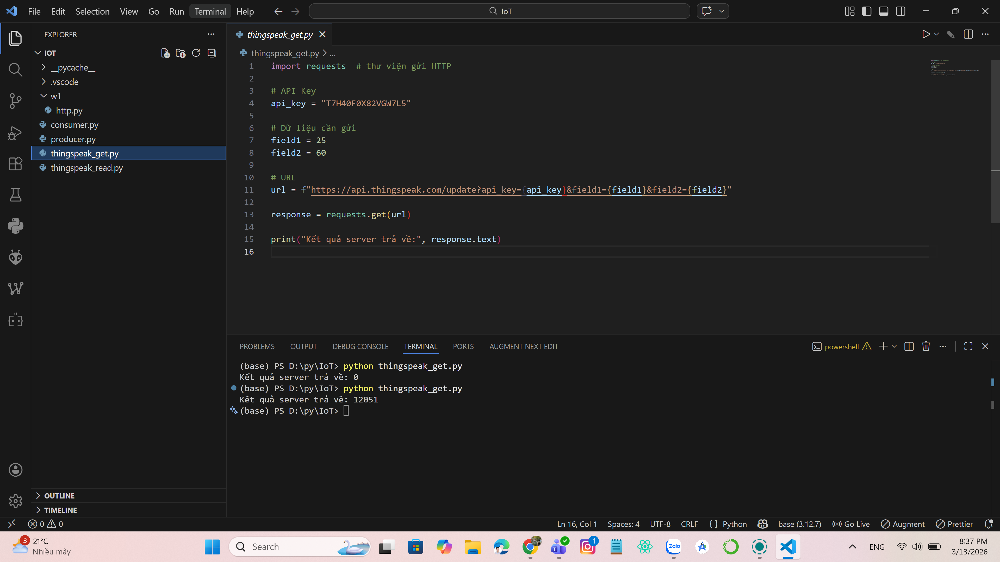 File Edit Selection View Go Run Terminal Help
IoT
EXPLORER
IOT
__pycache__
.vscode
w1
http.py
consumer.py
producer.py
thingspeak_get.py
thingspeak_read.py
OUTLINE
TIMELINE
thingspeak_get.py
thingspeak_get.py > ...
1 import requests  # thư viện gửi HTTP
2
3 # API Key
4 api_key = "T7H40F0X82VGW7L5"
5
6 # Dữ liệu cần gửi
7 field1 = 25
8 field2 = 60
9
10 # URL
11 url = f"https://api.thingspeak.com/update?api_key={api_key}&field1={field1}&field2={field2}"
12
13 response = requests.get(url)
14
15 print("Kết quả server trả về:", response.text)
16
PROBLEMS OUTPUT DEBUG CONSOLE TERMINAL PORTS AUGMENT NEXT EDIT
powershell
(base) PS D:\py\IoT> python thingspeak_get.py
Kết quả server trả về: 0
(base) PS D:\py\IoT> python thingspeak_get.py
Kết quả server trả về: 12051
(base) PS D:\py\IoT>
0 0
Ln 16, Col 1 Spaces: 4 UTF-8 CRLF { } Python base (3.12.7) Go Live Augment Prettier
3
21°C
Nhiều mây
Search
1
Zalo
ENG
8:37 PM
3/13/2026